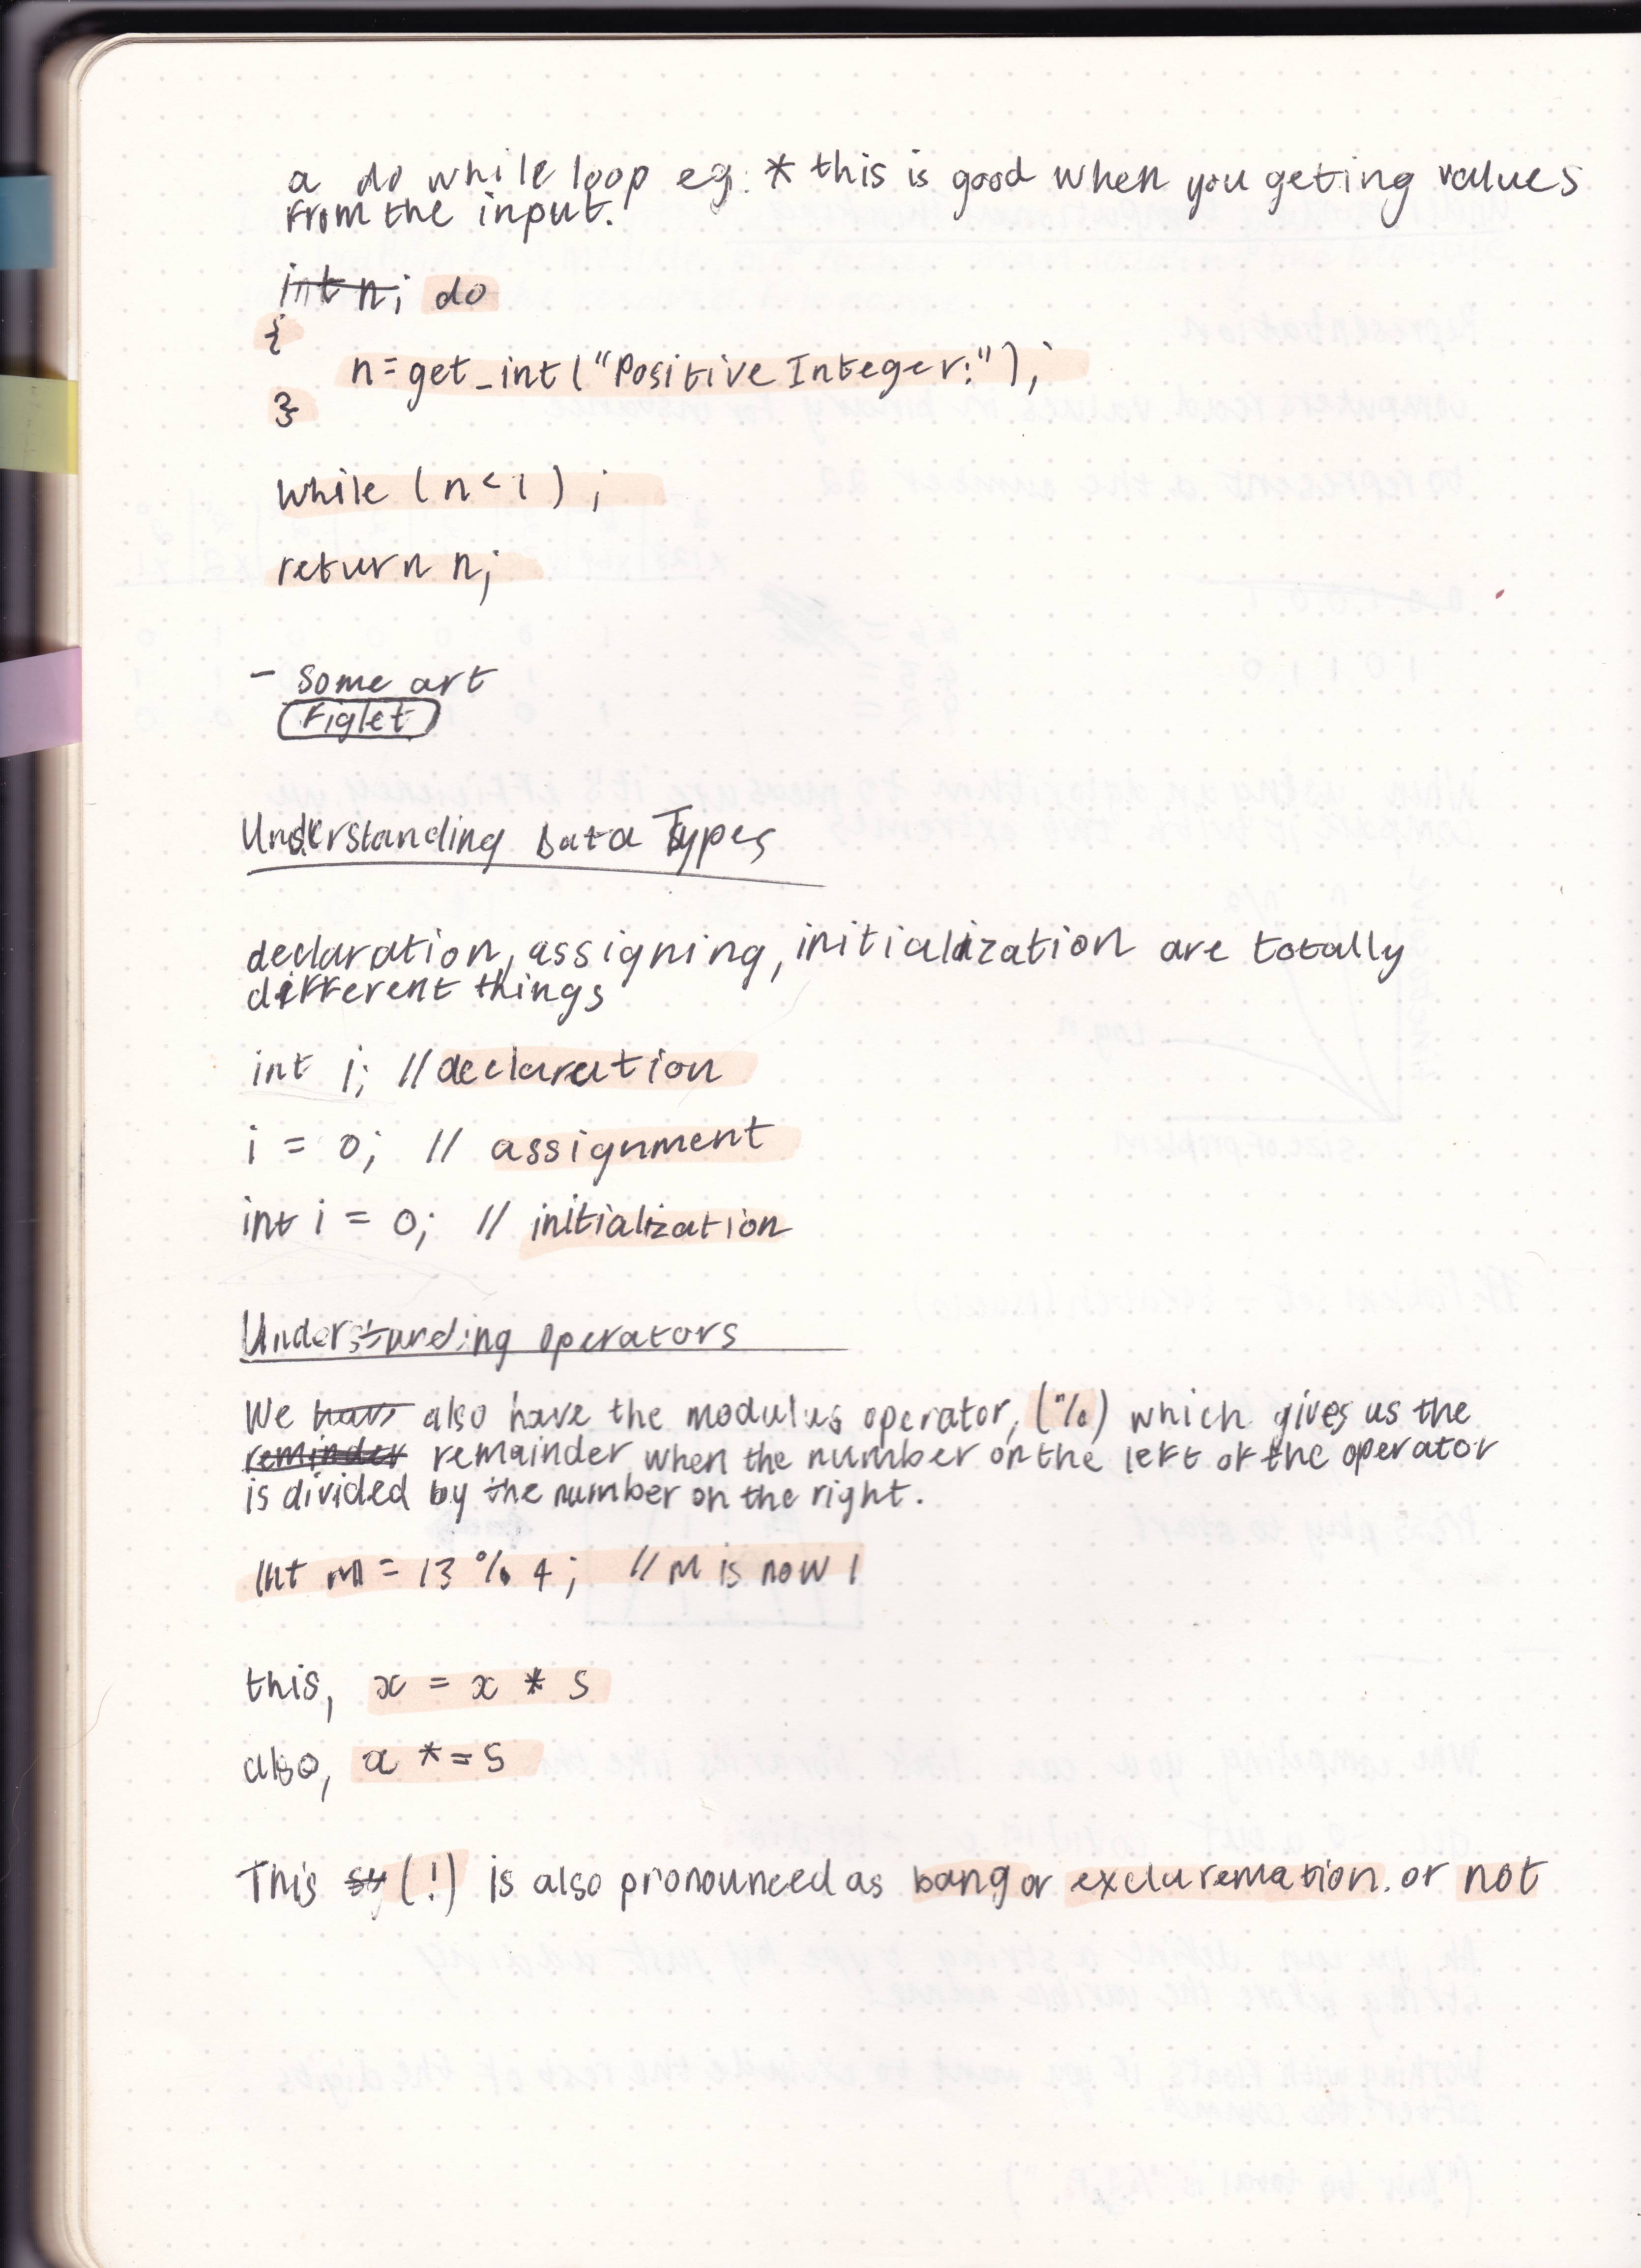 a do while loop eg: * this is good when you geting values
from the input.
int n; do
{
n = get_int ("Positive Integer:");
}
while (n < 1) ;
return n;
- some art
Figlet
Understanding Data Types
declaration, assigning, initialization are totally
different things
int i; // declaration
i = 0; // assignment
int i = 0; // initialization
Understanding operators
We have also have the modulus operator, (%) which gives us the
reminder remainder when the number on the left of the operator
is divided by the number on the right.
int m = 13 % 4; // m is now 1
this, x = x * 5
also, x *= 5
This sy (!) is also pronounced as bang or excluremation. or not